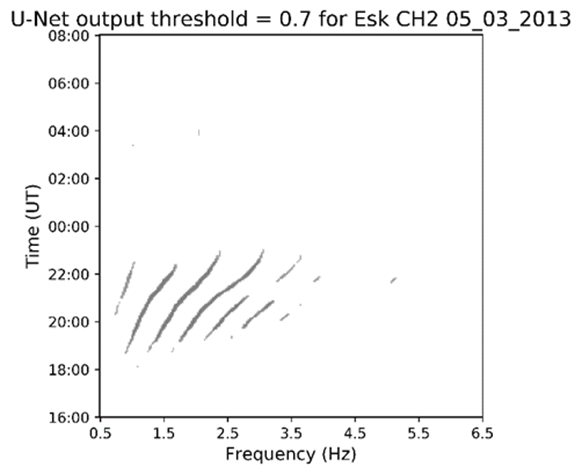 U-Net output threshold = 0.7 for Esk CH2 05_03_2013
08:00
06:00
04:00
02:00
00:00
22:00
20:00
18:00
16:00
Time (UT)
0.5 1.5 2.5 3.5 4.5 5.5 6.5
Frequency (Hz)